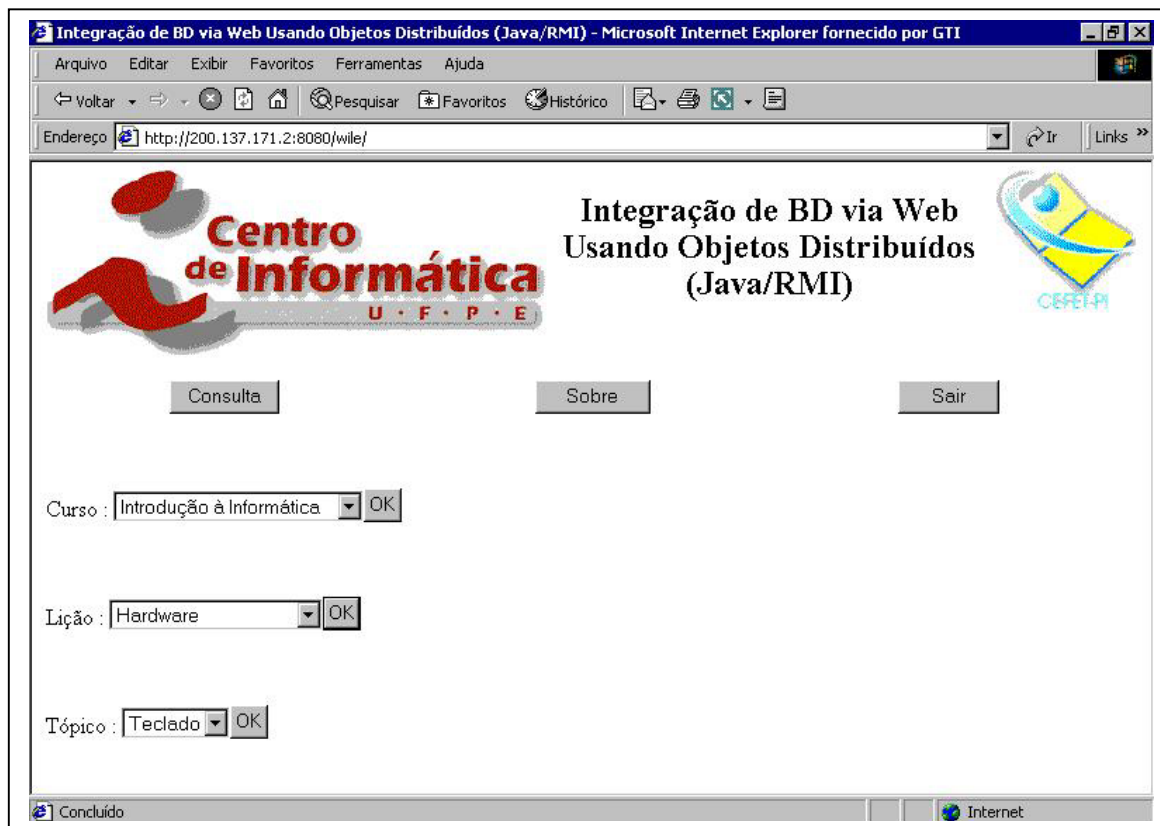 Integração de BD via Web Usando Objetos Distribuídos (Java/RMI) - Microsoft Internet Explorer fornecido por GTI
Arquivo Editar Exibir Favoritos Ferramentas Ajuda
Voltar Pesquisar Favoritos Histórico
Endereço http://200.137.171.2:8080/wile/ Ir Links »
Centro
de Informática
U · F · P · E
Integração de BD via Web
Usando Objetos Distribuídos
(Java/RMI)
CEFET-PI
Consulta Sobre Sair
Curso : Introdução à Informática OK
Lição : Hardware OK
Tópico : Teclado OK
Concluído Internet